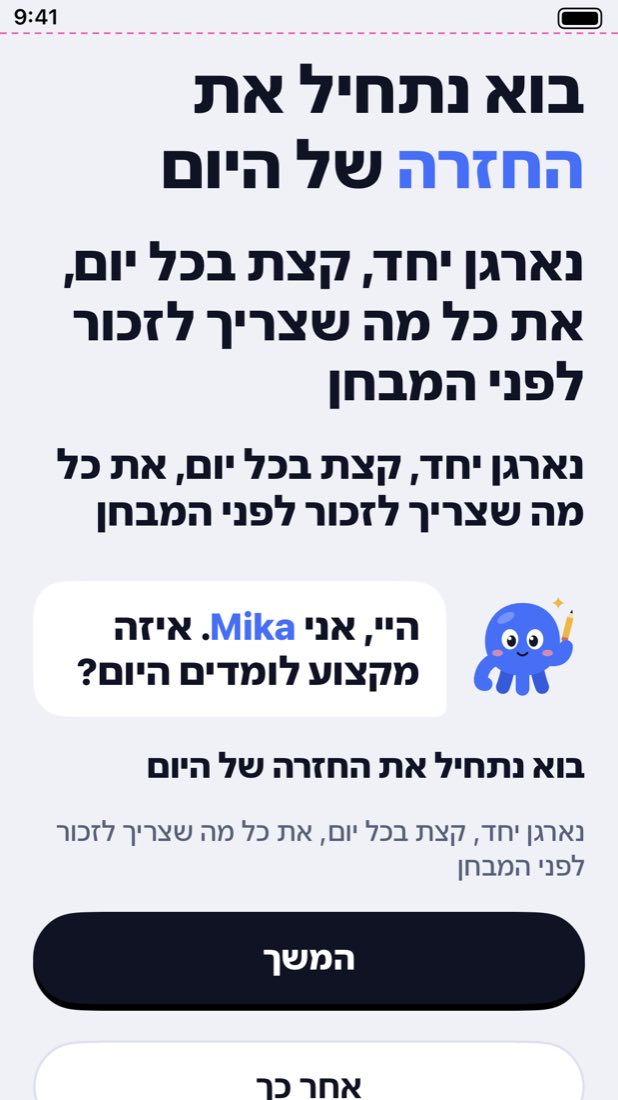 9:41
בוא נתחיל את
החזרה של היום
נארגן יחד, קצת בכל יום,
את כל מה שצריך לזכור
לפני המבחן
נארגן יחד, קצת בכל יום, את כל
מה שצריך לזכור לפני המבחן
היי, אני Mika. איזה
מקצוע לומדים היום?
בוא נתחיל את החזרה של היום
נארגן יחד, קצת בכל יום, את כל מה שצריך לזכור
לפני המבחן
המשך
אחר כך